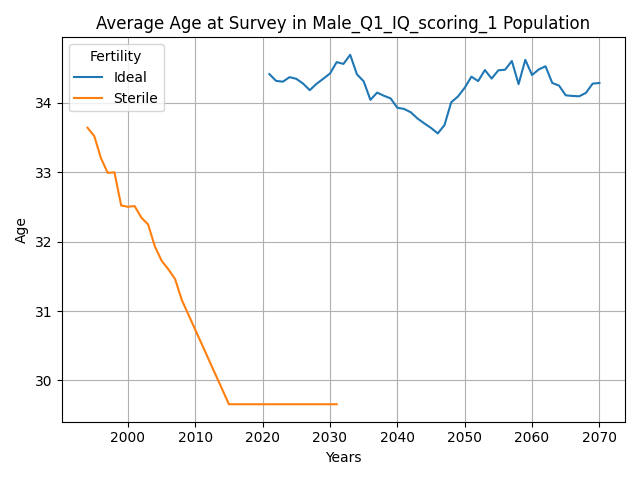 Average Age at Survey in Male_Q1_IQ_scoring_1 Population
Fertility
Ideal
Sterile
34
33
32
31
30
Age
2000 2010 2020 2030 2040 2050 2060 2070
Years